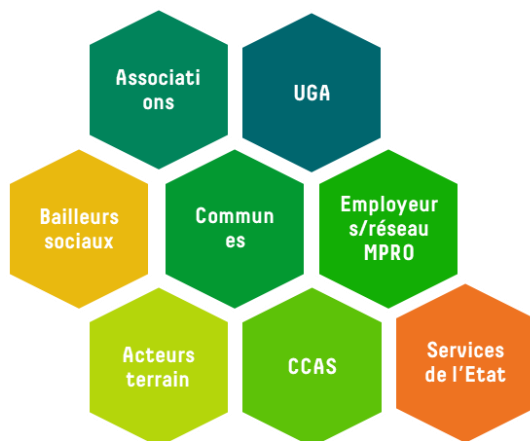 Associati
ons
UGA
Bailleurs
sociaux
Commun
es
Employeur
s/réseau
MPRO
Acteurs
terrain
CCAS
Services
de l'Etat